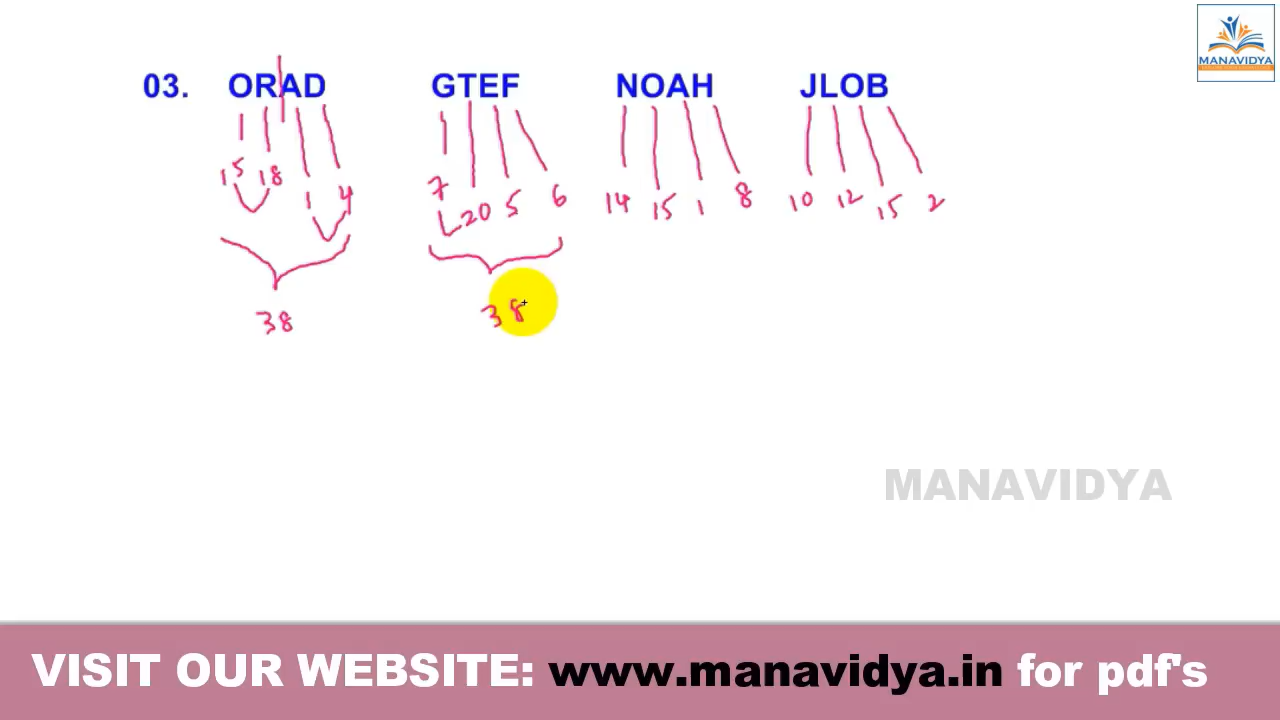 MANAVIDYA
03. ORAD GTEF NOAH JLOB
15 18 1 4 7 20 5 6 14 15 1 8 10 12 15 2
38 38
MANAVIDYA
VISIT OUR WEBSITE: www.manavidya.in for pdf's